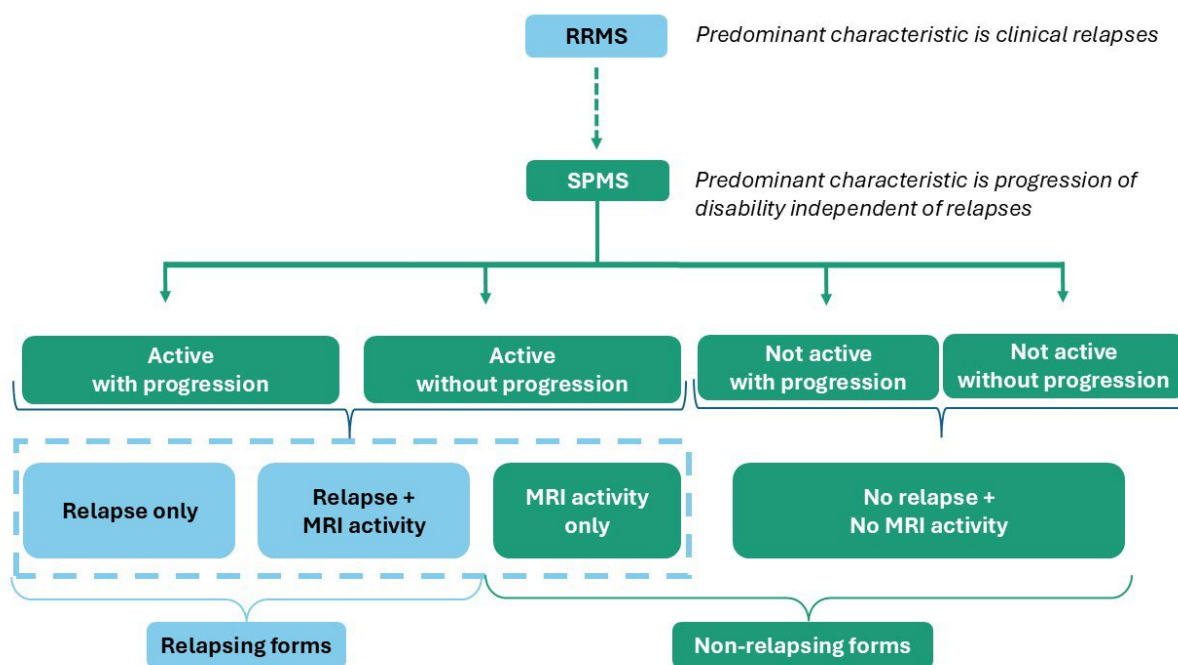 RRMS
Predominant characteristic is clinical relapses
SPMS
Predominant characteristic is progression of
disability independent of relapses
Active
with progression
Active
without progression
Not active
with progression
Not active
without progression
Relapse only
Relapse +
MRI activity
MRI activity
only
No relapse +
No MRI activity
Relapsing forms
Non-relapsing forms